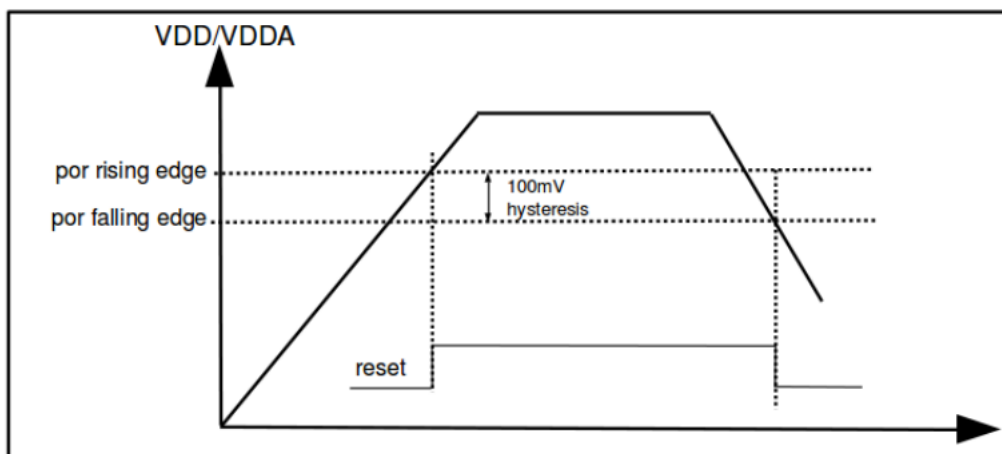 VDD/VDDA
por rising edge
100mV
hysteresis
por falling edge
reset